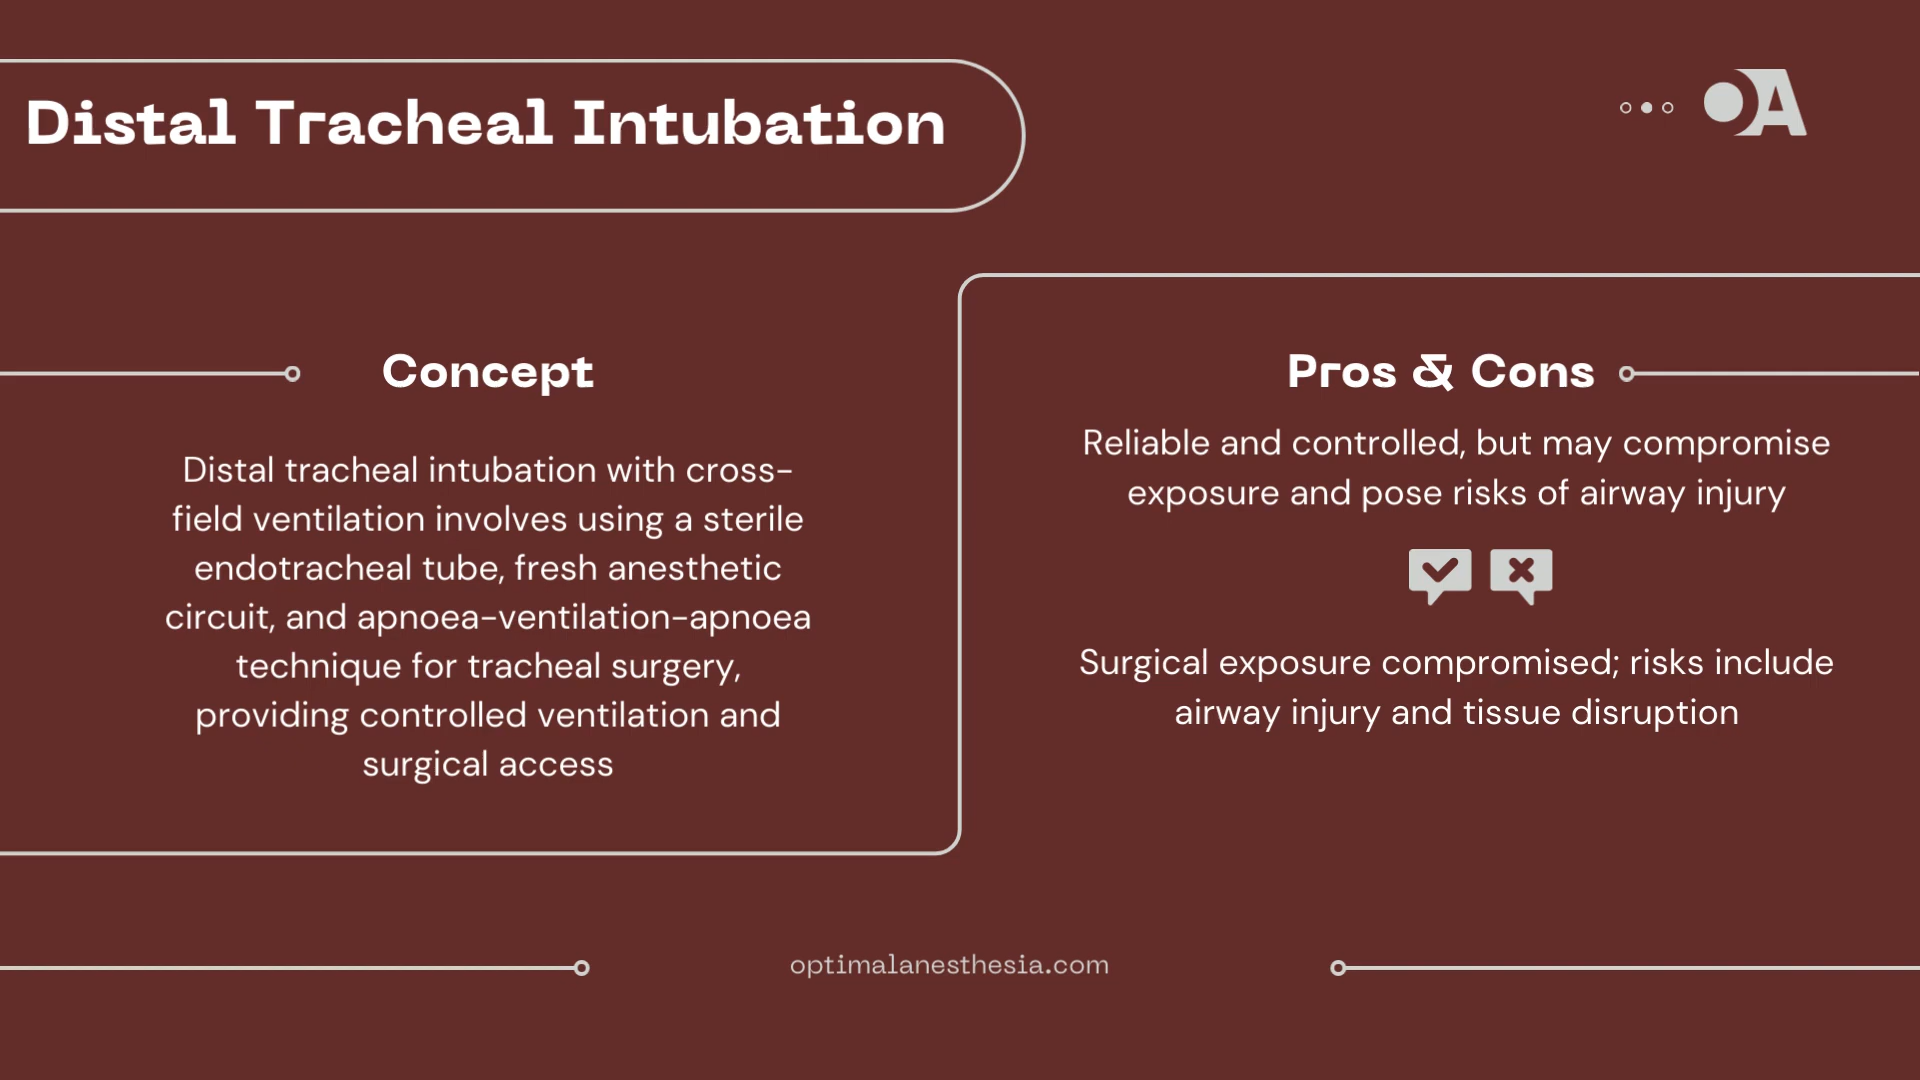 Distal Tracheal Intubation
OA
Concept
Distal tracheal intubation with cross-
field ventilation involves using a sterile
endotracheal tube, fresh anesthetic
circuit, and apnoea-ventilation-apnoea
technique for tracheal surgery,
providing controlled ventilation and
surgical access
Pros & Cons
Reliable and controlled, but may compromise
exposure and pose risks of airway injury
Surgical exposure compromised; risks include
airway injury and tissue disruption
optimalanesthesia.com